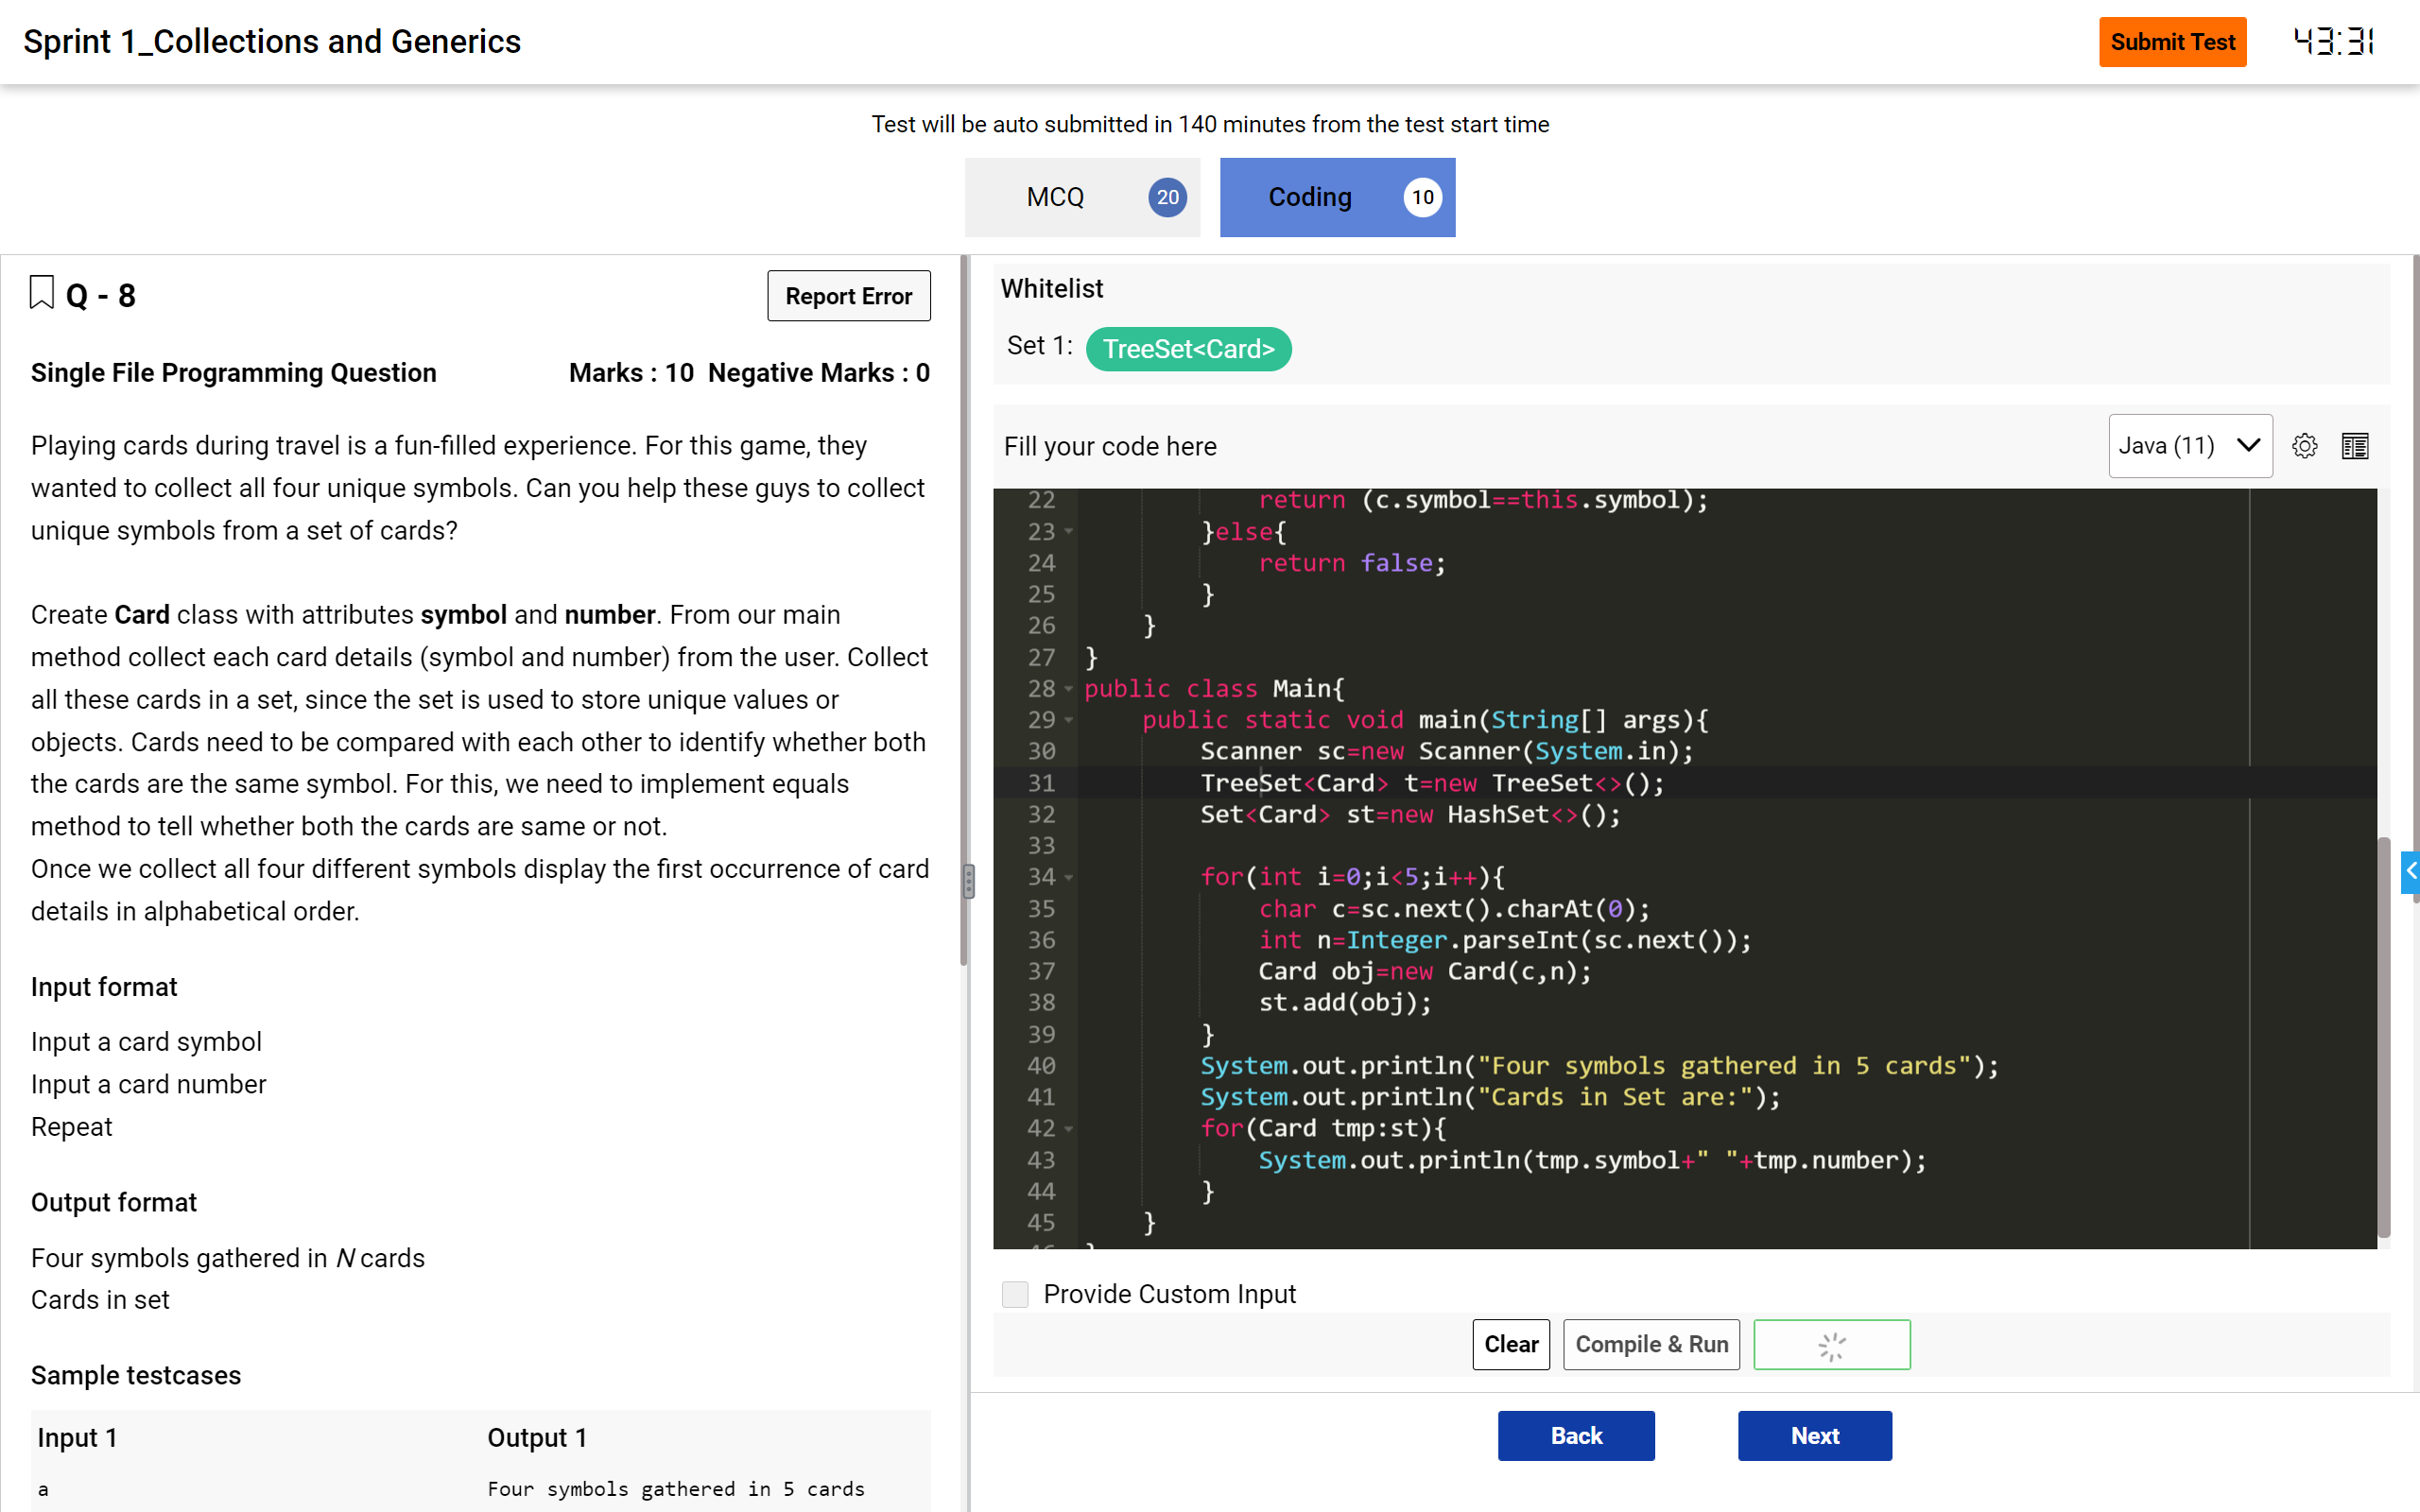 Sprint 1_Collections and Generics
Submit Test
43:31
Test will be auto submitted in 140 minutes from the test start time
MCQ 20
Coding 10
Q - 8
Report Error
Single File Programming Question
Marks : 10 Negative Marks : 0
Playing cards during travel is a fun-filled experience. For this game, they
wanted to collect all four unique symbols. Can you help these guys to collect
unique symbols from a set of cards?
Create Card class with attributes symbol and number. From our main
method collect each card details (symbol and number) from the user. Collect
all these cards in a set, since the set is used to store unique values or
objects. Cards need to be compared with each other to identify whether both
the cards are the same symbol. For this, we need to implement equals
method to tell whether both the cards are same or not.
Once we collect all four different symbols display the first occurrence of card
details in alphabetical order.
Input format
Input a card symbol
Input a card number
Repeat
Output format
Four symbols gathered in N cards
Cards in set
Sample testcases
Input 1
Output 1
a
Four symbols gathered in 5 cards
Whitelist
Set 1: TreeSet<Card>
Fill your code here
Java (11)
22 return (c.symbol==this.symbol);
23 }else{
24 return false;
25 }
26 }
27 }
28 public class Main{
29 public static void main(String[] args){
30 Scanner sc=new Scanner(System.in);
31 TreeSet<Card> t=new TreeSet<>();
32 Set<Card> st=new HashSet<>();
33
34 for(int i=0;i<5;i++){
35 char c=sc.next().charAt(0);
36 int n=Integer.parseInt(sc.next());
37 Card obj=new Card(c,n);
38 st.add(obj);
39 }
40 System.out.println("Four symbols gathered in 5 cards");
41 System.out.println("Cards in Set are:");
42 for(Card tmp:st){
43 System.out.println(tmp.symbol+" "+tmp.number);
44 }
45 }
Provide Custom Input
Clear
Compile & Run
Back
Next